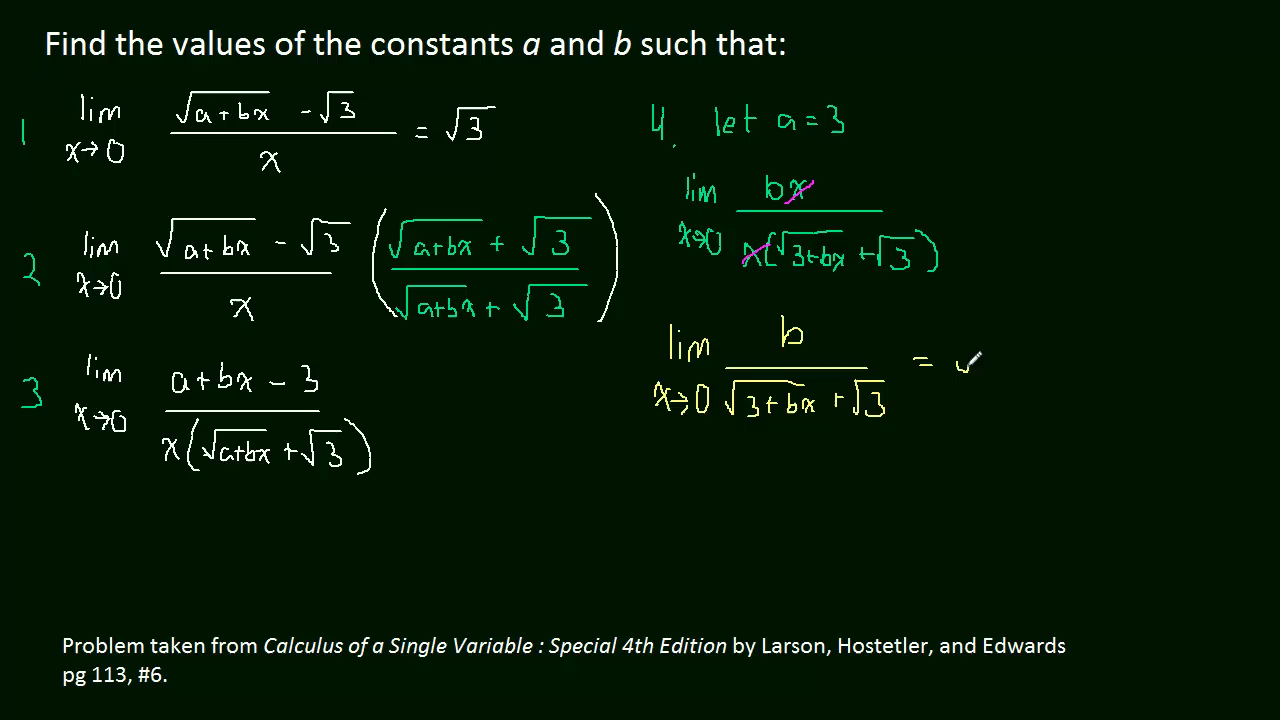 Find the values of the constants a and b such that:
1 lim x→0 (√(a+bx) - √3)/x = √3
2 lim x→0 (√(a+bx) - √3)/x ((√(a+bx) + √3)/(√(a+bx) + √3))
3 lim x→0 (a+bx-3)/(x(√(a+bx) + √3))
4. let a = 3
lim x→0 bx/(x(√(3+bx) + √3))
lim x→0 b/(√(3+bx) + √3) = √
Problem taken from Calculus of a Single Variable : Special 4th Edition by Larson, Hostetler, and Edwards
pg 113, #6.